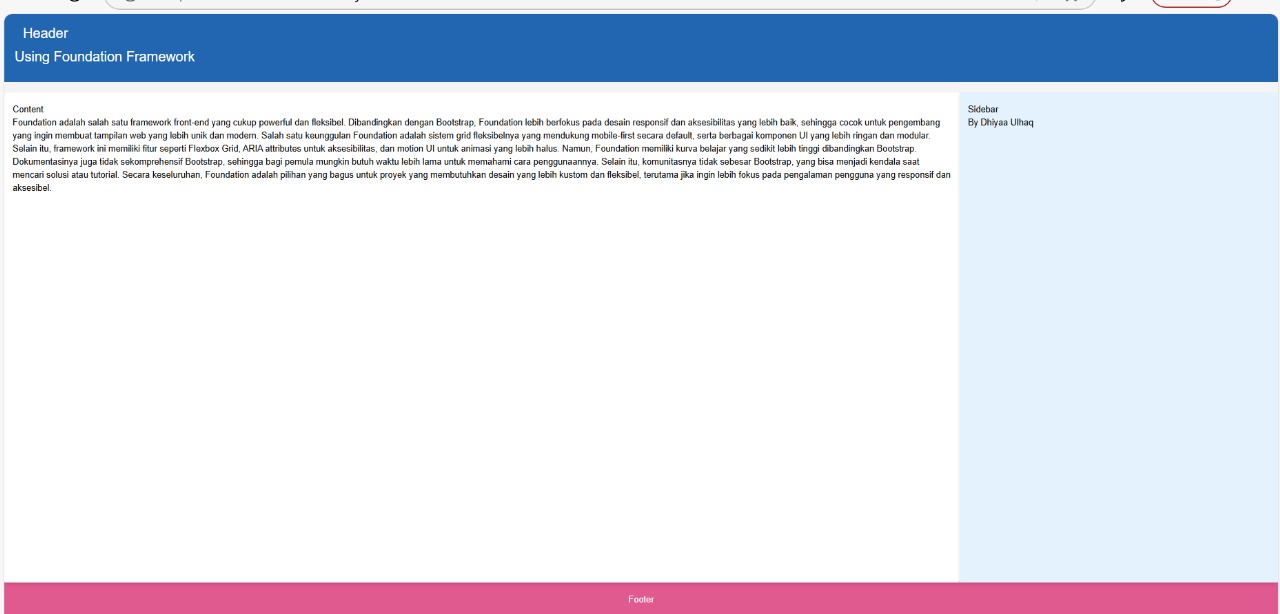 Header
Using Foundation Framework
Content
Foundation adalah salah satu framework front-end yang cukup powerful dan fleksibel. Dibandingkan dengan Bootstrap, Foundation lebih berfokus pada desain responsif dan aksesibilitas yang lebih baik, sehingga cocok untuk pengembang
yang ingin membuat tampilan web yang lebih unik dan modern. Salah satu keunggulan Foundation adalah sistem grid fleksibelnya yang mendukung mobile-first secara default, serta berbagai komponen UI yang lebih ringan dan modular.
Selain itu, framework ini memiliki fitur seperti Flexbox Grid, ARIA attributes untuk aksesibilitas, dan motion UI untuk animasi yang lebih halus. Namun, Foundation memiliki kurva belajar yang sedikit lebih tinggi dibandingkan Bootstrap.
Dokumentasinya juga tidak sekomprehensif Bootstrap, sehingga bagi pemula mungkin butuh waktu lebih lama untuk memahami cara penggunaannya. Selain itu, komunitasnya tidak sebesar Bootstrap, yang bisa menjadi kendala saat
mencari solusi atau tutorial. Secara keseluruhan, Foundation adalah pilihan yang bagus untuk proyek yang membutuhkan desain yang lebih kustom dan fleksibel, terutama jika ingin lebih fokus pada pengalaman pengguna yang responsif dan
aksesibel.
Sidebar
By Dhiyaa Ulhaq
Footer